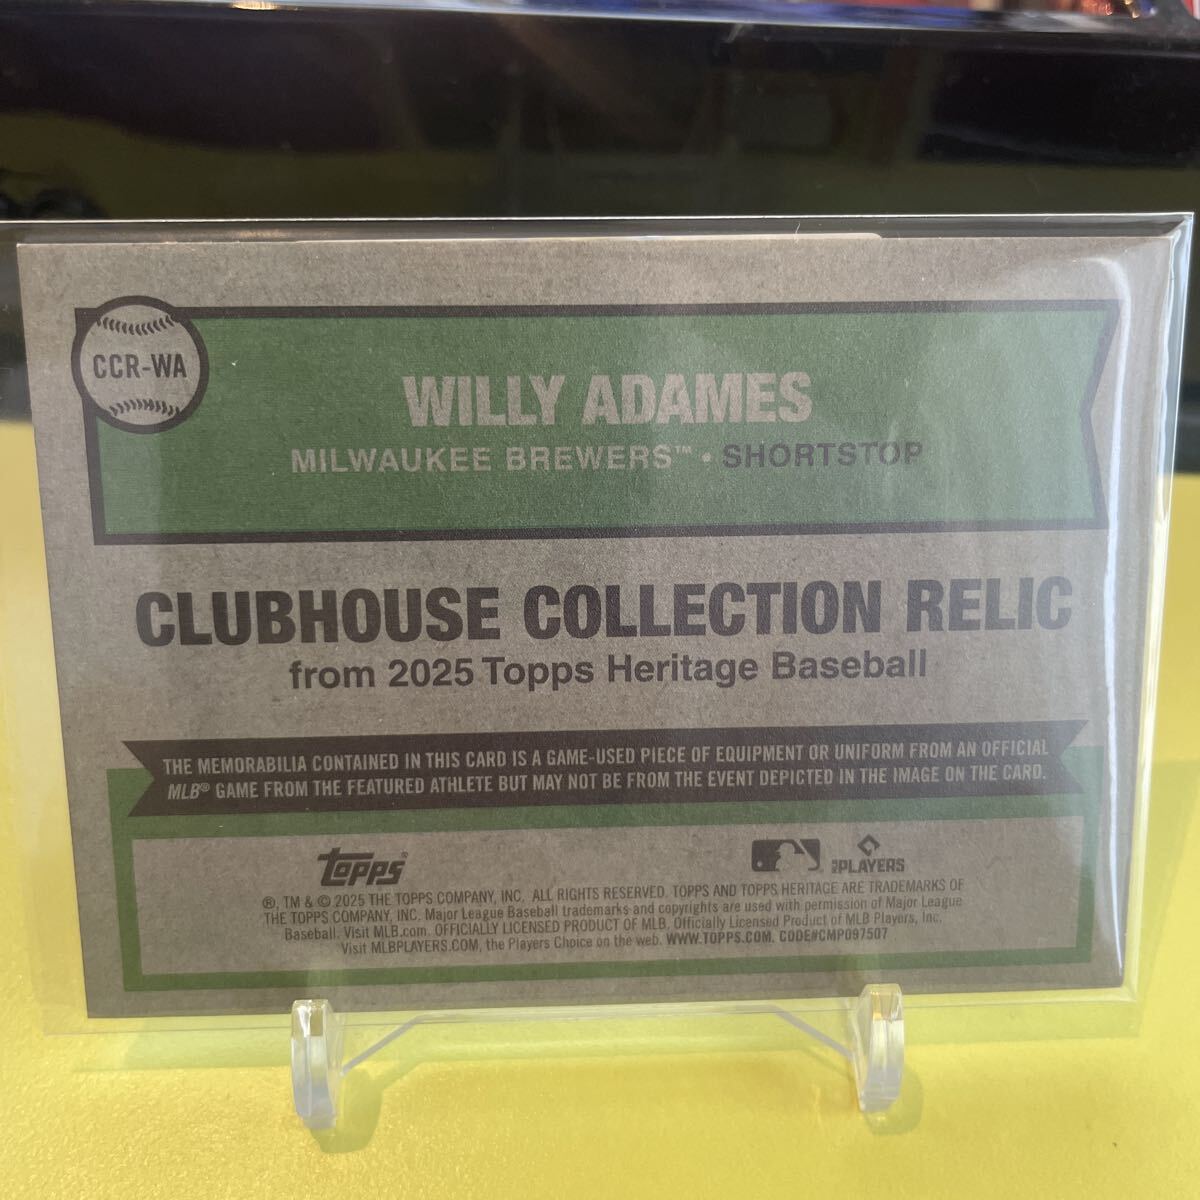 CCR-WA
WILLY ADAMES
MILWAUKEE BREWERS™ • SHORTSTOP
CLUBHOUSE COLLECTION RELIC
from 2025 Topps Heritage Baseball
THE MEMORABILIA CONTAINED IN THIS CARD IS A GAME-USED PIECE OF EQUIPMENT OR UNIFORM FROM AN OFFICIAL
MLB® GAME FROM THE FEATURED ATHLETE BUT MAY NOT BE FROM THE EVENT DEPICTED IN THE IMAGE ON THE CARD.
topps®
PLAYERS
®, TM & © 2025 THE TOPPS COMPANY, INC. ALL RIGHTS RESERVED. TOPPS AND TOPPS HERITAGE ARE TRADEMARKS OF
THE TOPPS COMPANY, INC. Major League Baseball trademarks and copyrights are used with permission of Major League
Baseball. Visit MLB.com. OFFICIALLY LICENSED PRODUCT OF MLB. Officially Licensed Product of MLB Players, Inc.
Visit MLBPLAYERS.COM, the Players Choice on the web. WWW.TOPPS.COM. CODE#CMP097507